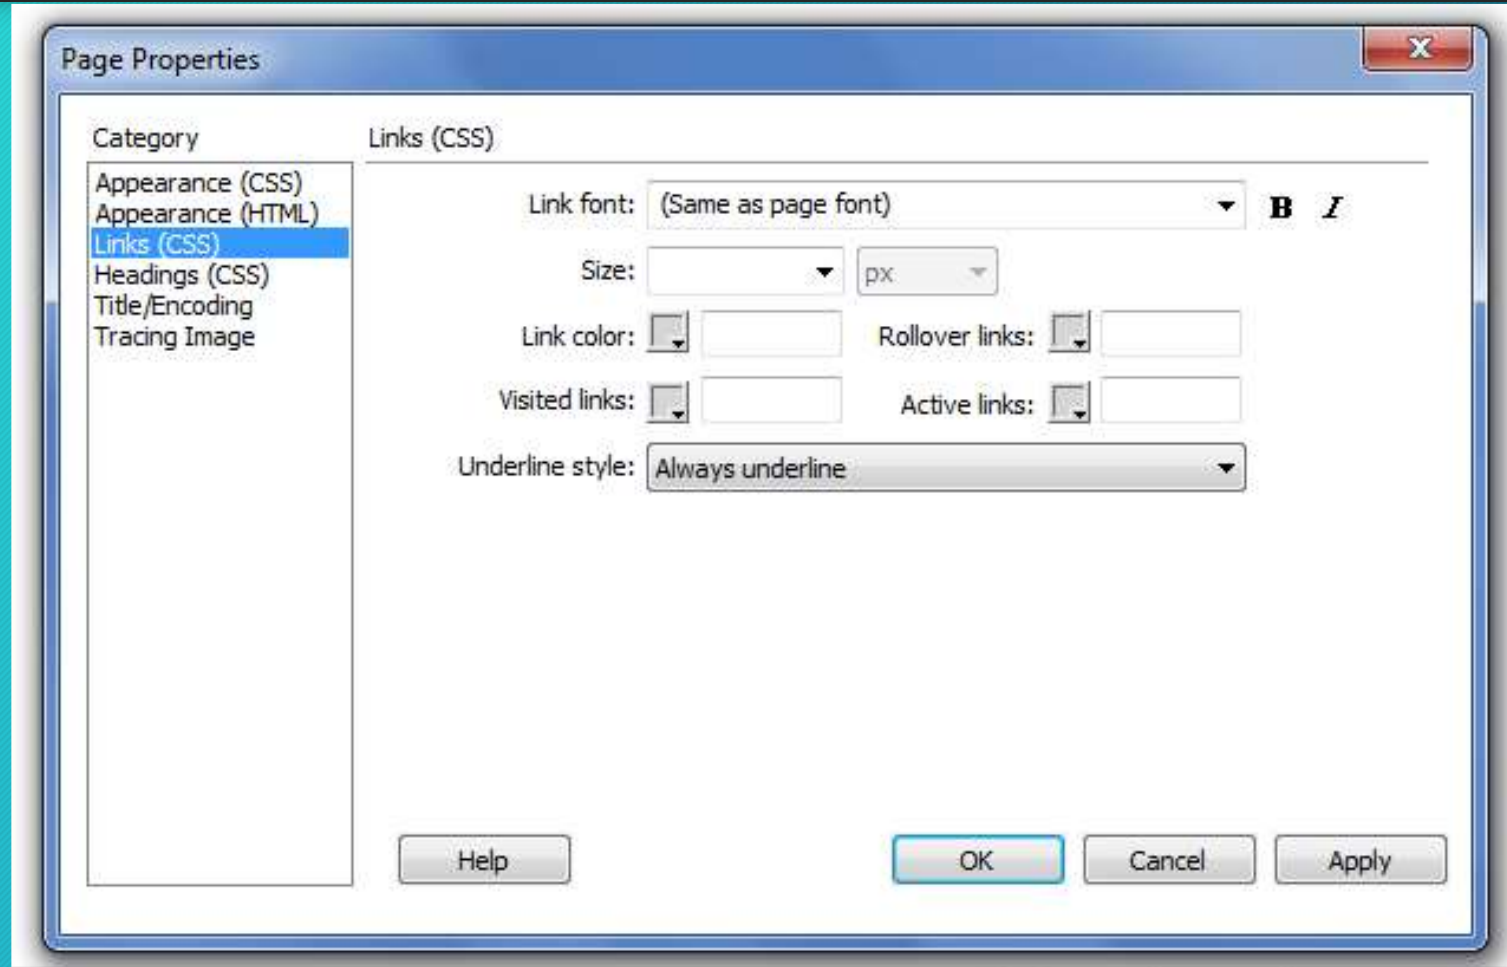 Page Properties
X
Category
Appearance (CSS)
Appearance (HTML)
Links (CSS)
Headings (CSS)
Title/Encoding
Tracing Image
Links (CSS)
Link font: (Same as page font) B I
Size: px
Link color: Rollover links:
Visited links: Active links:
Underline style: Always underline
Help OK Cancel Apply